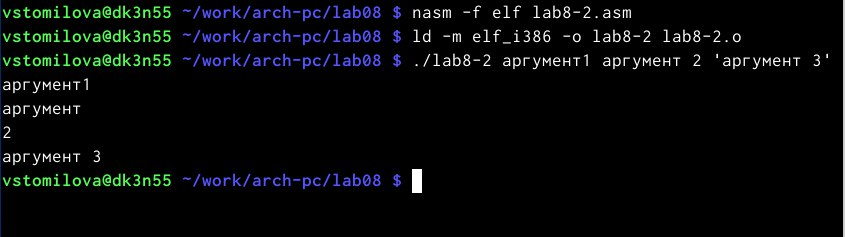 vstomilova@dk3n55 ~/work/arch-pc/lab08 $ nasm -f elf lab8-2.asm
vstomilova@dk3n55 ~/work/arch-pc/lab08 $ ld -m elf_i386 -o lab8-2 lab8-2.o
vstomilova@dk3n55 ~/work/arch-pc/lab08 $ ./lab8-2 аргумент1 аргумент 2 'аргумент 3'
аргумент1
аргумент
2
аргумент 3
vstomilova@dk3n55 ~/work/arch-pc/lab08 $